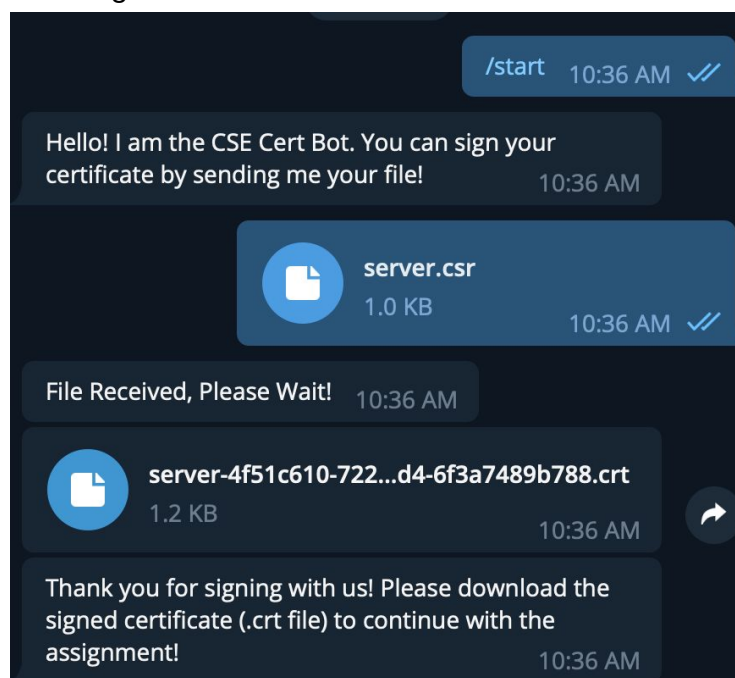 /start 10:36 AM
Hello! I am the CSE Cert Bot. You can sign your
certificate by sending me your file! 10:36 AM
server.csr
1.0 KB
10:36 AM
File Received, Please Wait! 10:36 AM
server-4f51c610-722...d4-6f3a7489b788.crt
1.2 KB
10:36 AM
Thank you for signing with us! Please download the
signed certificate (.crt file) to continue with the
assignment! 10:36 AM